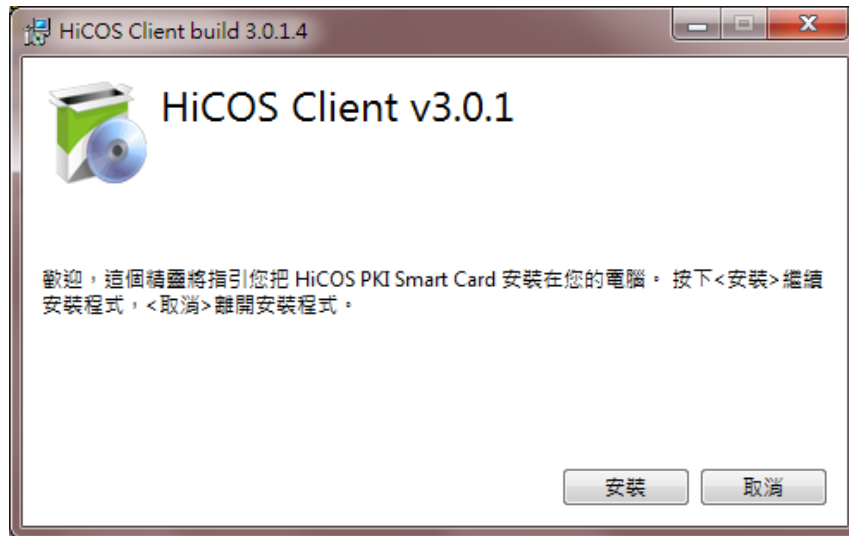 HiCOS Client build 3.0.1.4
HiCOS Client v3.0.1
歡迎，這個精靈將指引您把 HiCOS PKI Smart Card 安裝在您的電腦。 按下<安裝>繼續
安裝程式，<取消>離開安裝程式。
安裝
取消